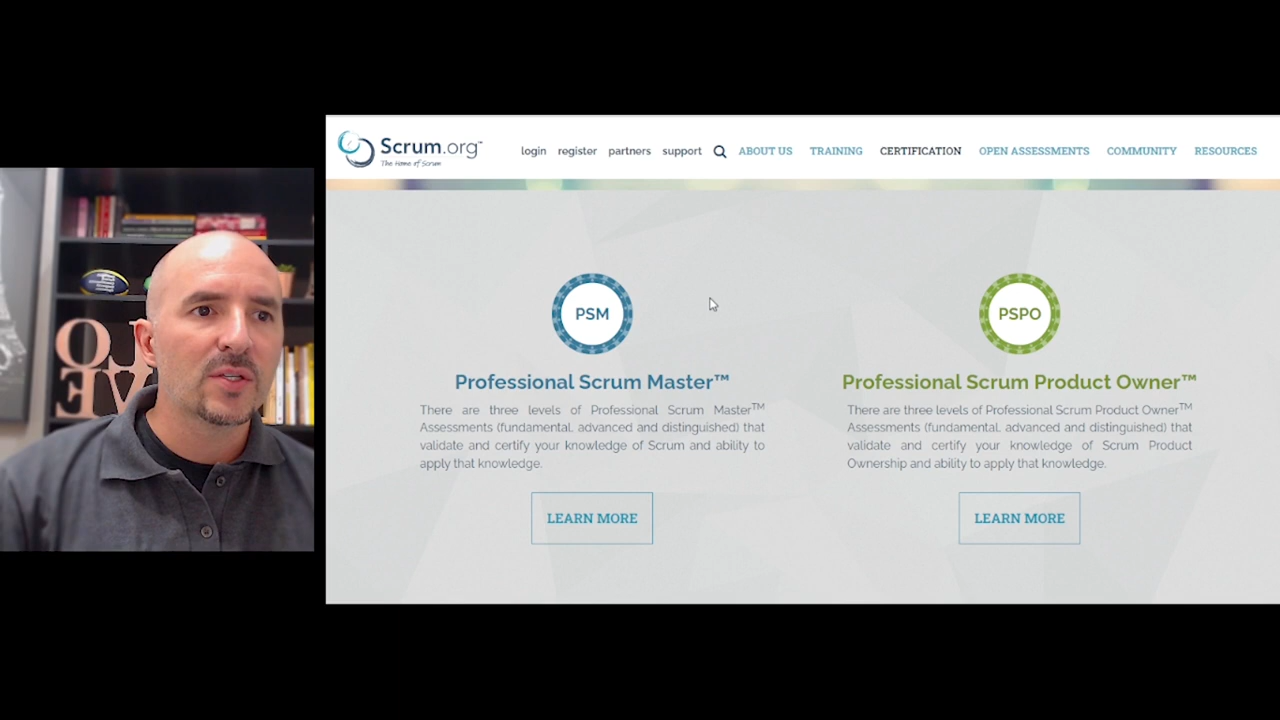 Scrum.org™
The Home of Scrum
login register partners support ABOUT US TRAINING CERTIFICATION OPEN ASSESSMENTS COMMUNITY RESOURCES
PSM
Professional Scrum Master™
There are three levels of Professional Scrum Master™
Assessments (fundamental, advanced and distinguished) that
validate and certify your knowledge of Scrum and ability to
apply that knowledge.
LEARN MORE
PSPO
Professional Scrum Product Owner™
There are three levels of Professional Scrum Product Owner™
Assessments (fundamental, advanced and distinguished) that
validate and certify your knowledge of Scrum Product
Ownership and ability to apply that knowledge.
LEARN MORE